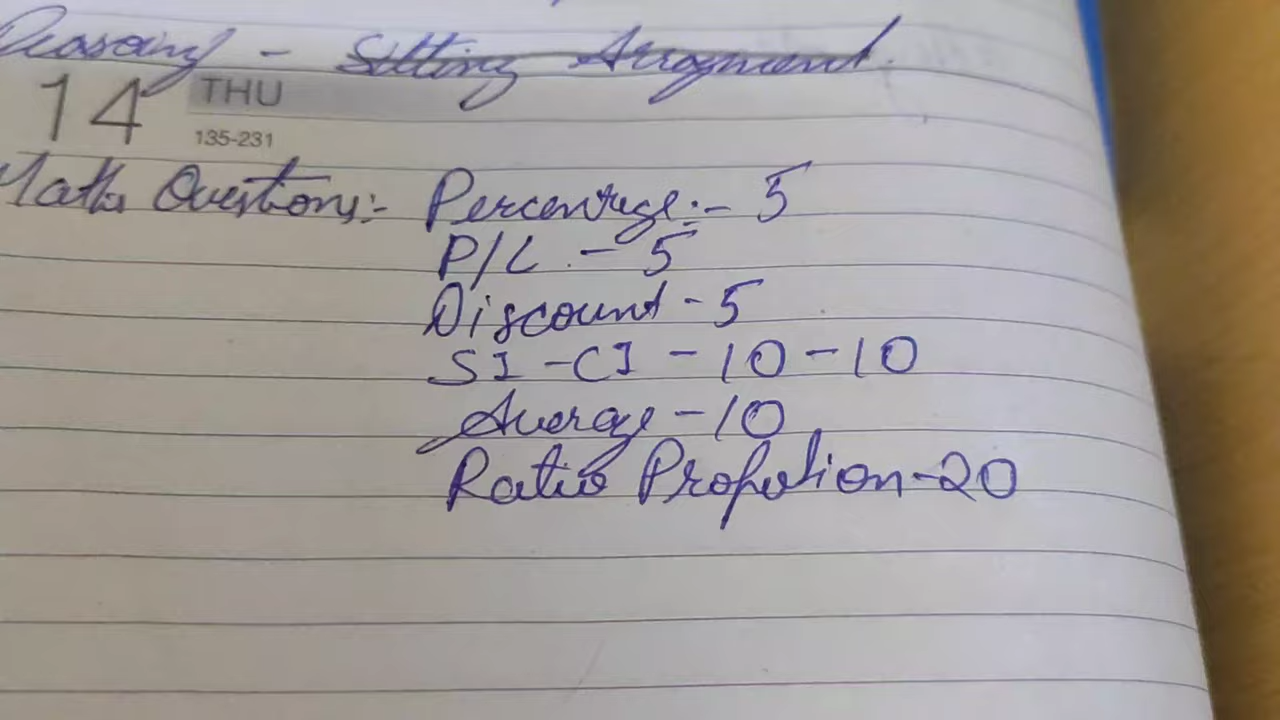 Reasoning - Sitting Arragment.
14 THU
135-231
Maths Questions:- Percentage:- 5
P/L - 5
Discount - 5
SI - CI - 10 - 10
Average - 10
Ratio Propotion - 20